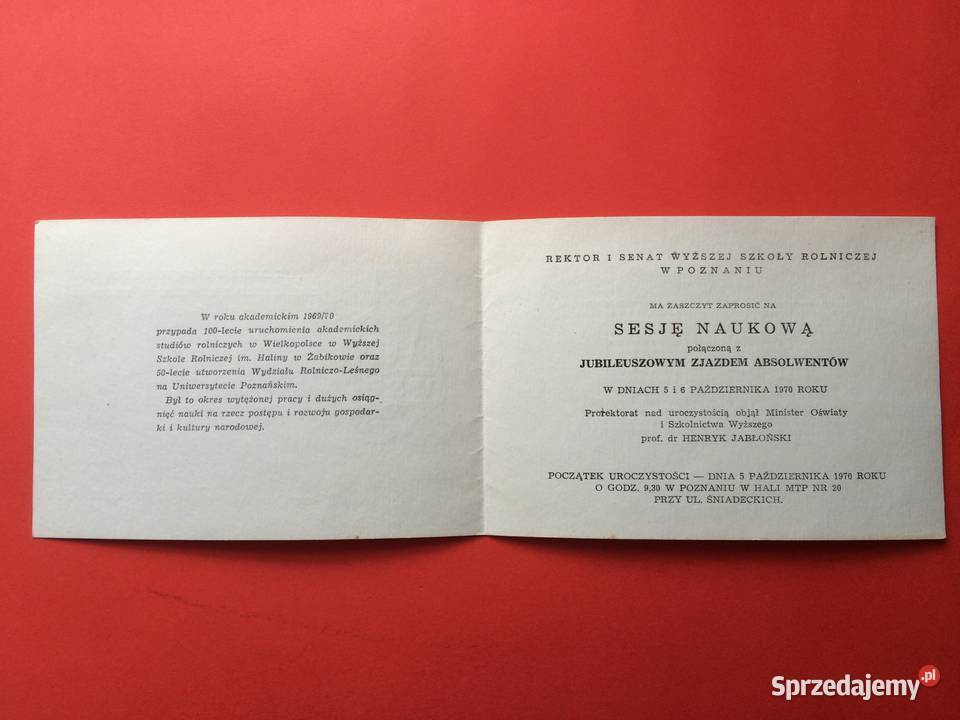 W roku akademickim 1969/70
przypada 100-lecie uruchomienia akademickich
studiów rolniczych w Wielkopolsce w Wyższej
Szkole Rolniczej im. Haliny w Żabikowie oraz
50-lecie utworzenia Wydziału Rolniczo-Leśnego
na Uniwersytecie Poznańskim.
Był to okres wytężonej pracy i dużych osiąg-
nięć nauki na rzecz postępu i rozwoju gospodar-
ki i kultury narodowej.
REKTOR I SENAT WYŻSZEJ SZKOŁY ROLNICZEJ
W POZNANIU
MA ZASZCZYT ZAPROSIĆ NA
SESJĘ NAUKOWĄ
połączoną z
JUBILEUSZOWYM ZJAZDEM ABSOLWENTÓW
W DNIACH 5 i 6 PAŹDZIERNIKA 1970 ROKU
Protektorat nad uroczystością objął Minister Oświaty
i Szkolnictwa Wyższego
prof. dr HENRYK JABŁOŃSKI
POCZĄTEK UROCZYSTOŚCI — DNIA 5 PAŹDZIERNIKA 1970 ROKU
O GODZ. 9,30 W POZNANIU W HALI MTP NR 20
PRZY UL. ŚNIADECKICH.
Sprzedajemy.pl